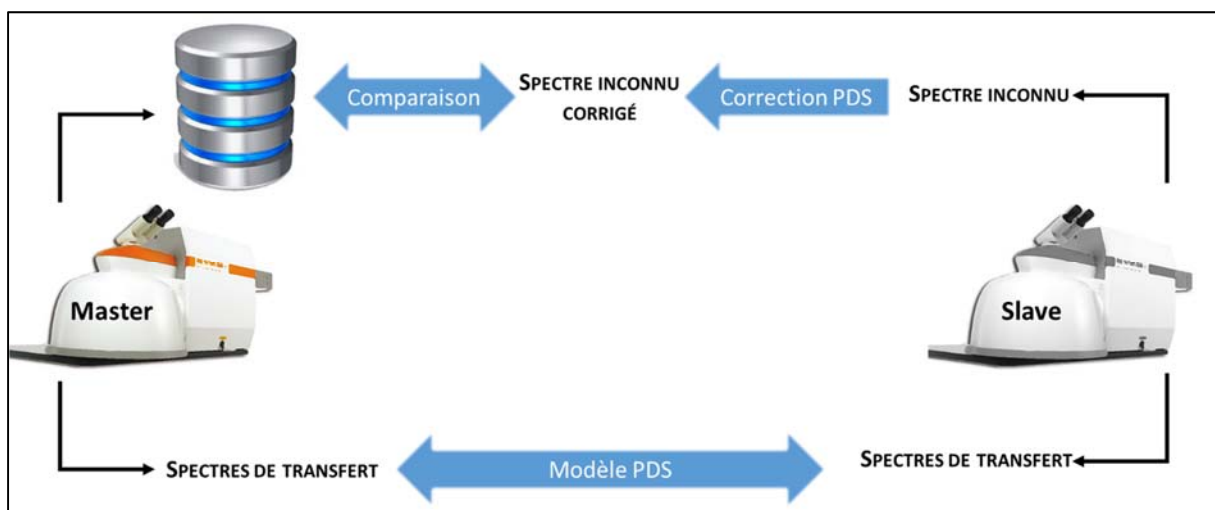 Comparaison
SPECTRE INCONNU
CORRIGÉ
Correction PDS
SPECTRE INCONNU
Master
Slave
SPECTRES DE TRANSFERT
Modèle PDS
SPECTRES DE TRANSFERT